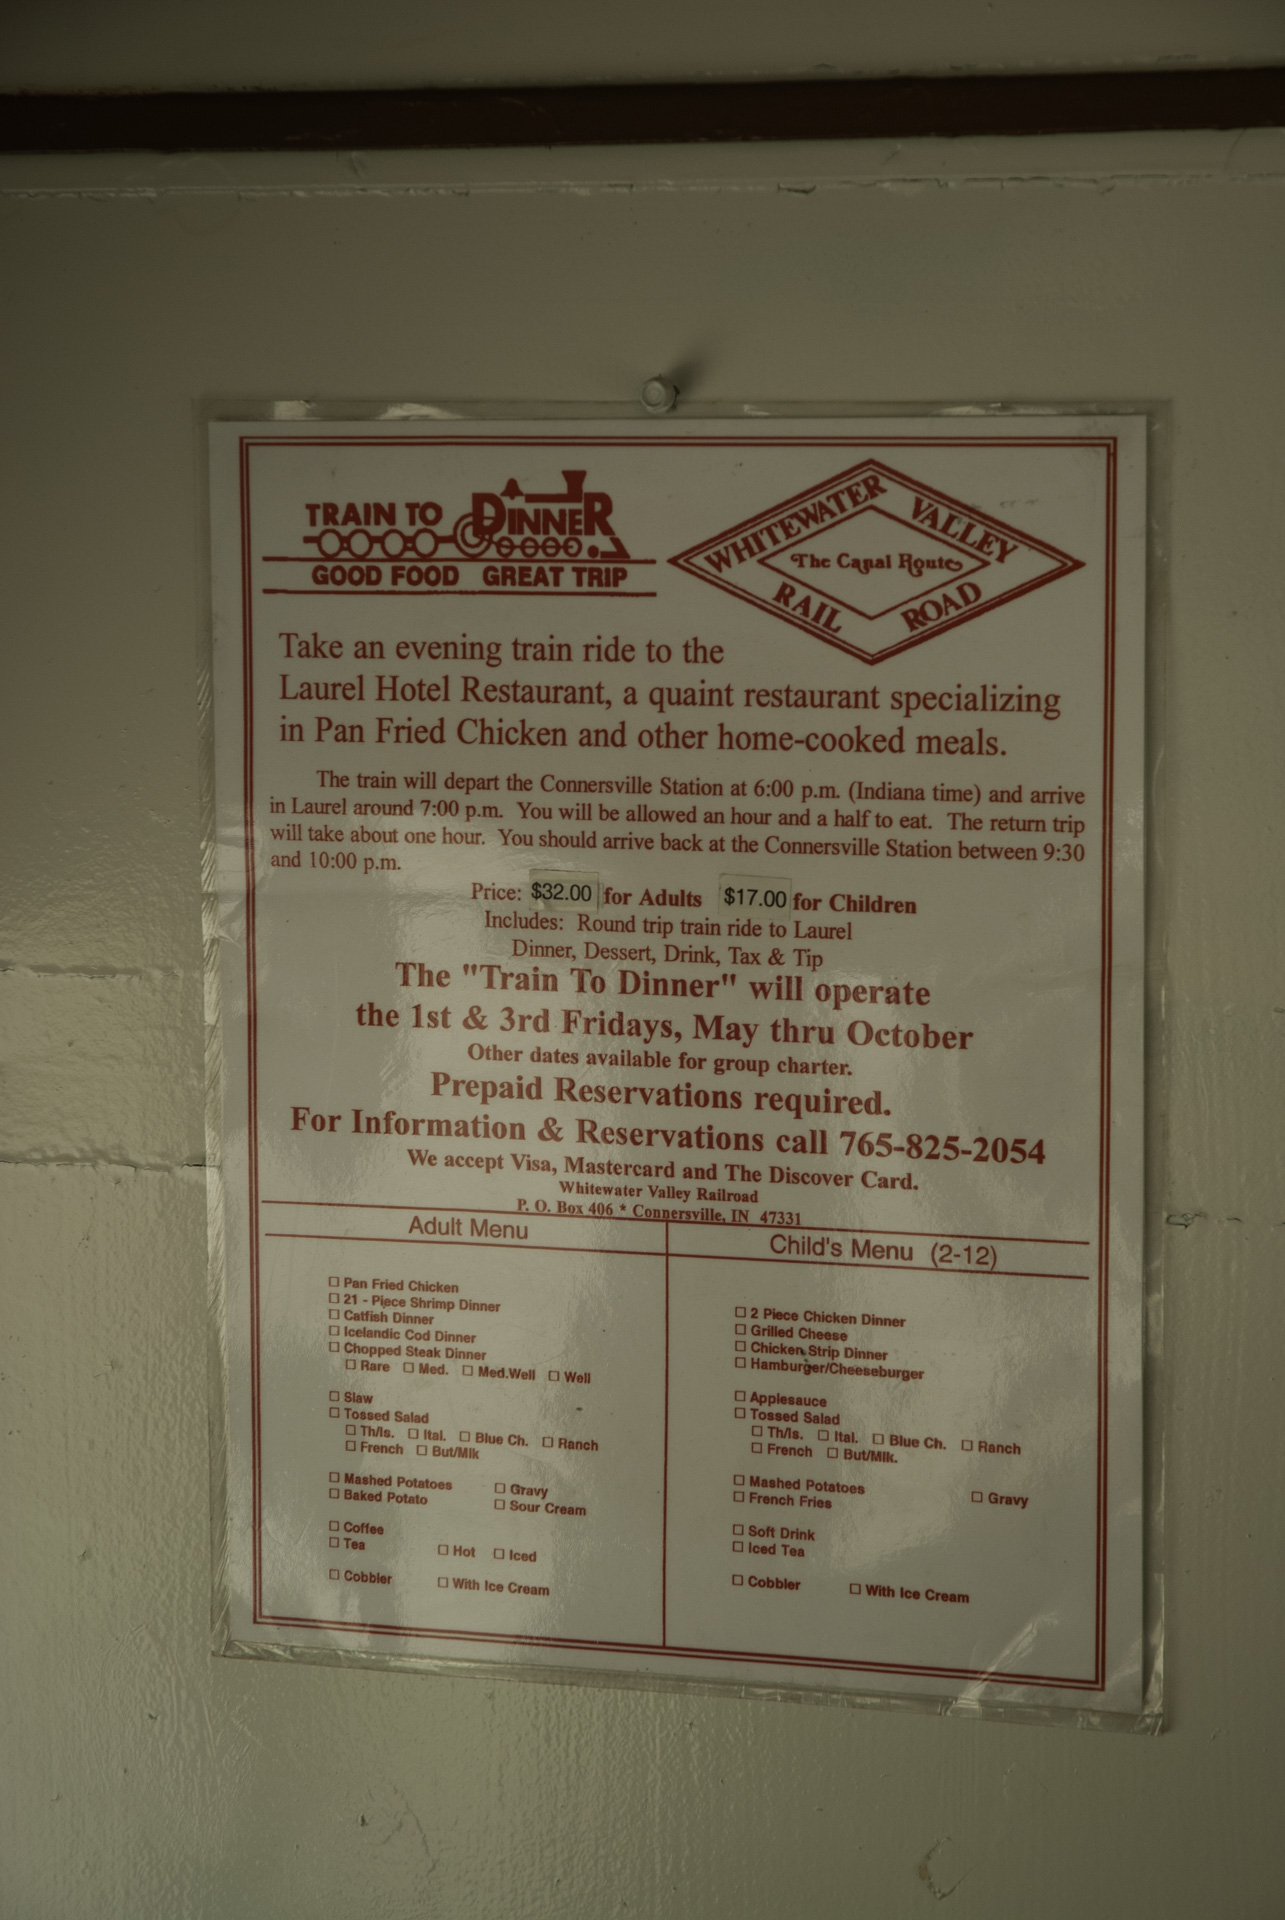 TRAIN TO DINNER
GOOD FOOD GREAT TRIP
WHITEWATER VALLEY
The Canal Route
RAIL ROAD
Take an evening train ride to the
Laurel Hotel Restaurant, a quaint restaurant specializing
in Pan Fried Chicken and other home-cooked meals.
The train will depart the Connersville Station at 6:00 p.m. (Indiana time) and arrive
in Laurel around 7:00 p.m. You will be allowed an hour and a half to eat. The return trip
will take about one hour. You should arrive back at the Connersville Station between 9:30
and 10:00 p.m.
Price: $32.00 for Adults $17.00 for Children
Includes: Round trip train ride to Laurel
Dinner, Dessert, Drink, Tax & Tip
The "Train To Dinner" will operate
the 1st & 3rd Fridays, May thru October
Other dates available for group charter.
Prepaid Reservations required.
For Information & Reservations call 765-825-2054
We accept Visa, Mastercard and The Discover Card.
Whitewater Valley Railroad
P. O. Box 406 * Connersville, IN 47331
Adult Menu
☐ Pan Fried Chicken
☐ 21 - Piece Shrimp Dinner
☐ Catfish Dinner
☐ Icelandic Cod Dinner
☐ Chopped Steak Dinner
☐ Rare ☐ Med. ☐ Med.Well ☐ Well
☐ Slaw
☐ Tossed Salad
☐ Th/Is. ☐ Ital. ☐ Blue Ch. ☐ Ranch
☐ French ☐ But/Mlk
☐ Mashed Potatoes ☐ Gravy
☐ Baked Potato ☐ Sour Cream
☐ Coffee
☐ Tea ☐ Hot ☐ Iced
☐ Cobbler ☐ With Ice Cream
Child's Menu (2-12)
☐ 2 Piece Chicken Dinner
☐ Grilled Cheese
☐ Chicken Strip Dinner
☐ Hamburger/Cheeseburger
☐ Applesauce
☐ Tossed Salad
☐ Th/Is. ☐ Ital. ☐ Blue Ch. ☐ Ranch
☐ French ☐ But/Mlk.
☐ Mashed Potatoes ☐ Gravy
☐ French Fries
☐ Soft Drink
☐ Iced Tea
☐ Cobbler ☐ With Ice Cream